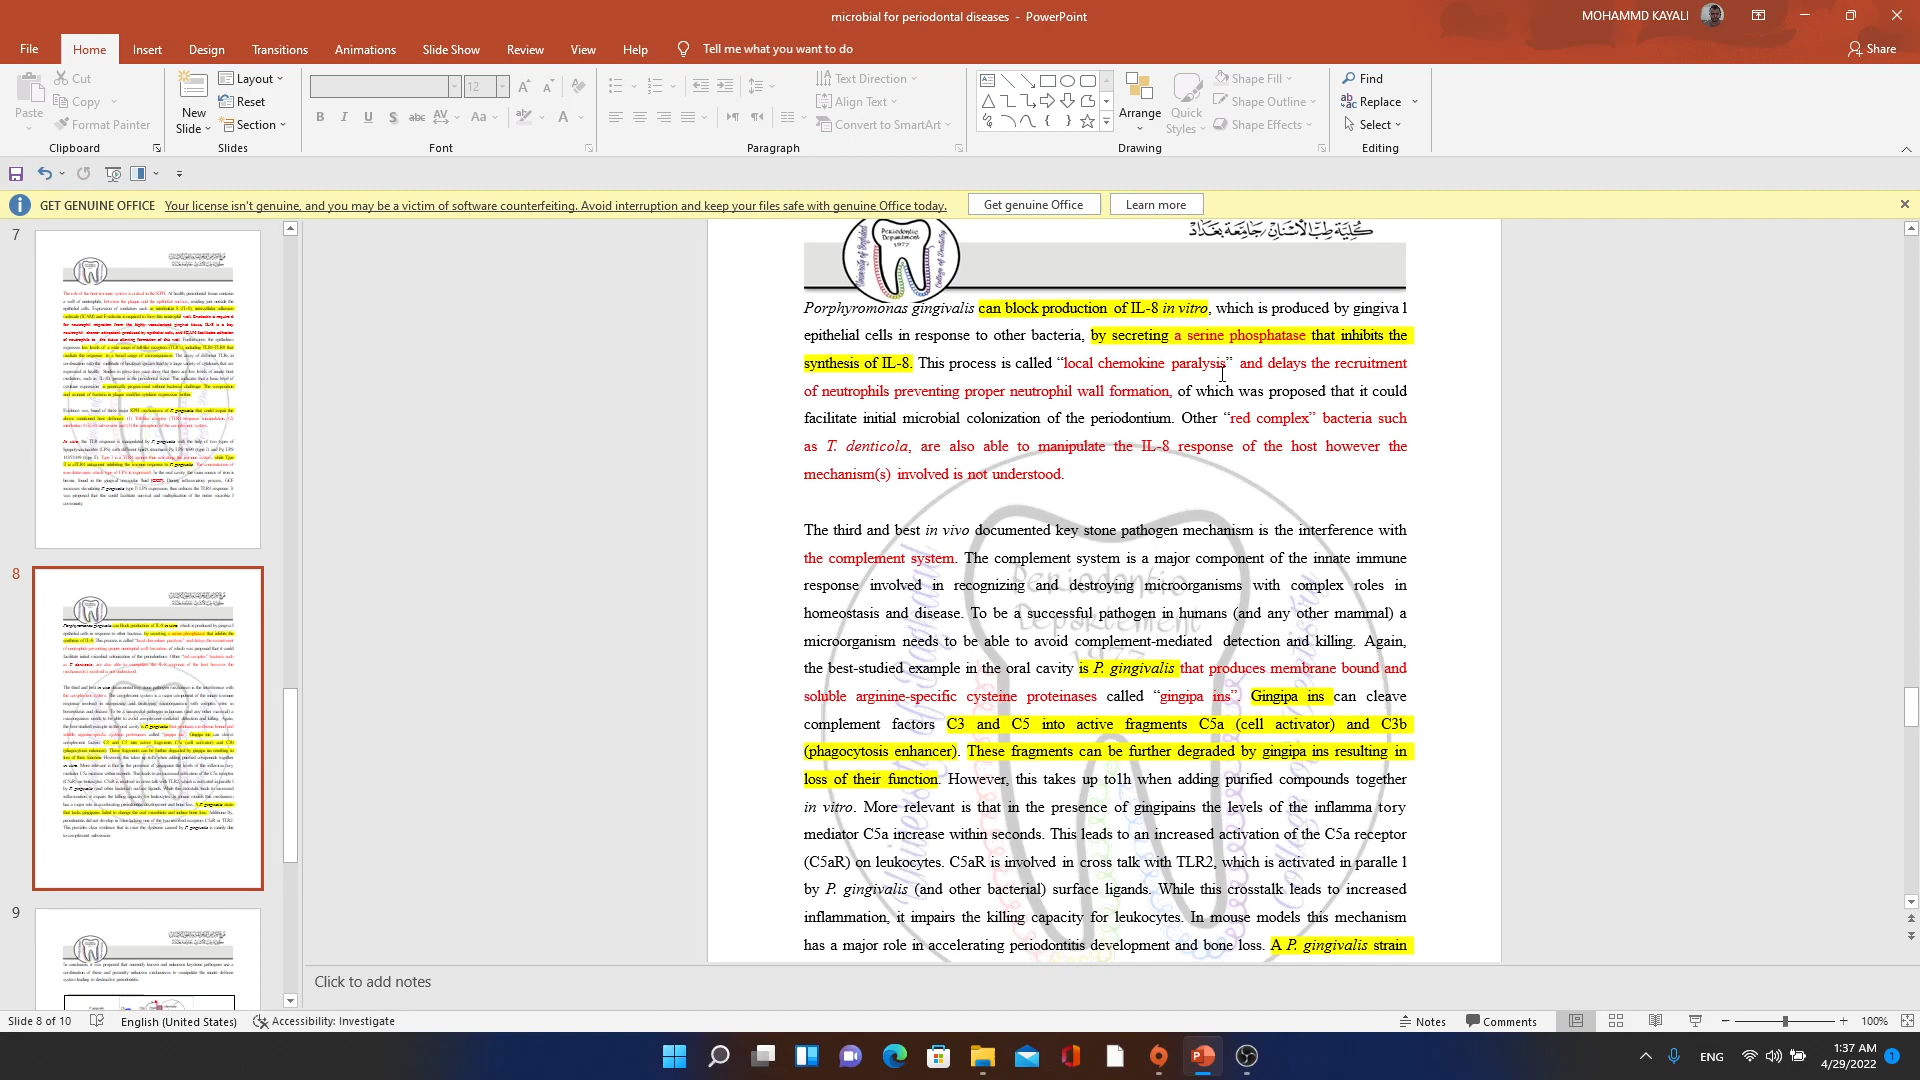 microbial for periodontal diseases - PowerPoint
MOHAMMD KAYALI
File Home Insert Design Transitions Animations Slide Show Review View Help Tell me what you want to do Share
Paste
Cut
Copy
Format Painter
Clipboard
New Slide
Layout
Reset
Section
Slides
12
Font
Text Direction
Align Text
Convert to SmartArt
Paragraph
Arrange
Quick Styles
Shape Fill
Shape Outline
Shape Effects
Drawing
Find
Replace
Select
Editing
GET GENUINE OFFICE Your license isn't genuine, and you may be a victim of software counterfeiting. Avoid interruption and keep your files safe with genuine Office today. Get genuine Office Learn more
7
8
9
كلية طب الأسنان/جامعة بغداد
Periodontic
Department
1977
University of Baghdad
College of Dentistry
Porphyromonas gingivalis can block production of IL-8 in vitro, which is produced by gingiva l
epithelial cells in response to other bacteria, by secreting a serine phosphatase that inhibits the
synthesis of IL-8. This process is called “local chemokine paralysis” and delays the recruitment
of neutrophils preventing proper neutrophil wall formation, of which was proposed that it could
facilitate initial microbial colonization of the periodontium. Other “red complex” bacteria such
as T. denticola, are also able to manipulate the IL-8 response of the host however the
mechanism(s) involved is not understood.
The third and best in vivo documented key stone pathogen mechanism is the interference with
the complement system. The complement system is a major component of the innate immune
response involved in recognizing and destroying microorganisms with complex roles in
homeostasis and disease. To be a successful pathogen in humans (and any other mammal) a
microorganism needs to be able to avoid complement-mediated detection and killing. Again,
the best-studied example in the oral cavity is P. gingivalis that produces membrane bound and
soluble arginine-specific cysteine proteinases called “gingipa ins” Gingipa ins can cleave
complement factors C3 and C5 into active fragments C5a (cell activator) and C3b
(phagocytosis enhancer). These fragments can be further degraded by gingipa ins resulting in
loss of their function. However, this takes up to1h when adding purified compounds together
in vitro. More relevant is that in the presence of gingipains the levels of the inflamma tory
mediator C5a increase within seconds. This leads to an increased activation of the C5a receptor
(C5aR) on leukocytes. C5aR is involved in cross talk with TLR2, which is activated in paralle l
by P. gingivalis (and other bacterial) surface ligands. While this crosstalk leads to increased
inflammation, it impairs the killing capacity for leukocytes. In mouse models this mechanism
has a major role in accelerating periodontitis development and bone loss. A P. gingivalis strain
Click to add notes
Slide 8 of 10 English (United States) Accessibility: Investigate Notes Comments 100%
ENG
1:37 AM
4/29/2022
1